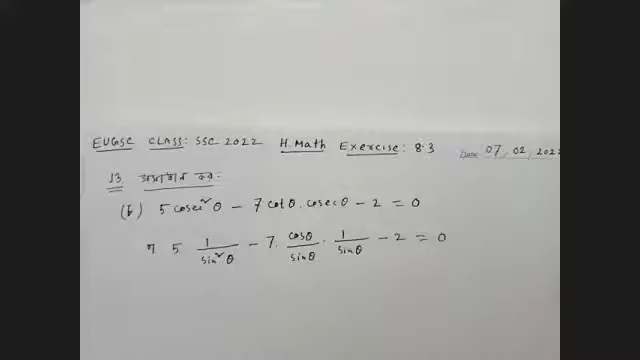 EUGSC CLASS: SSC 2022 H.Math Exercise: 8.3 Date 07, 02, 2022
13. সমাধান কর:
(চ) 5 cosec²θ − 7 cotθ. cosecθ − 2 = 0
বা 5. 1/sin²θ − 7. cosθ/sinθ · 1/sinθ − 2 = 0